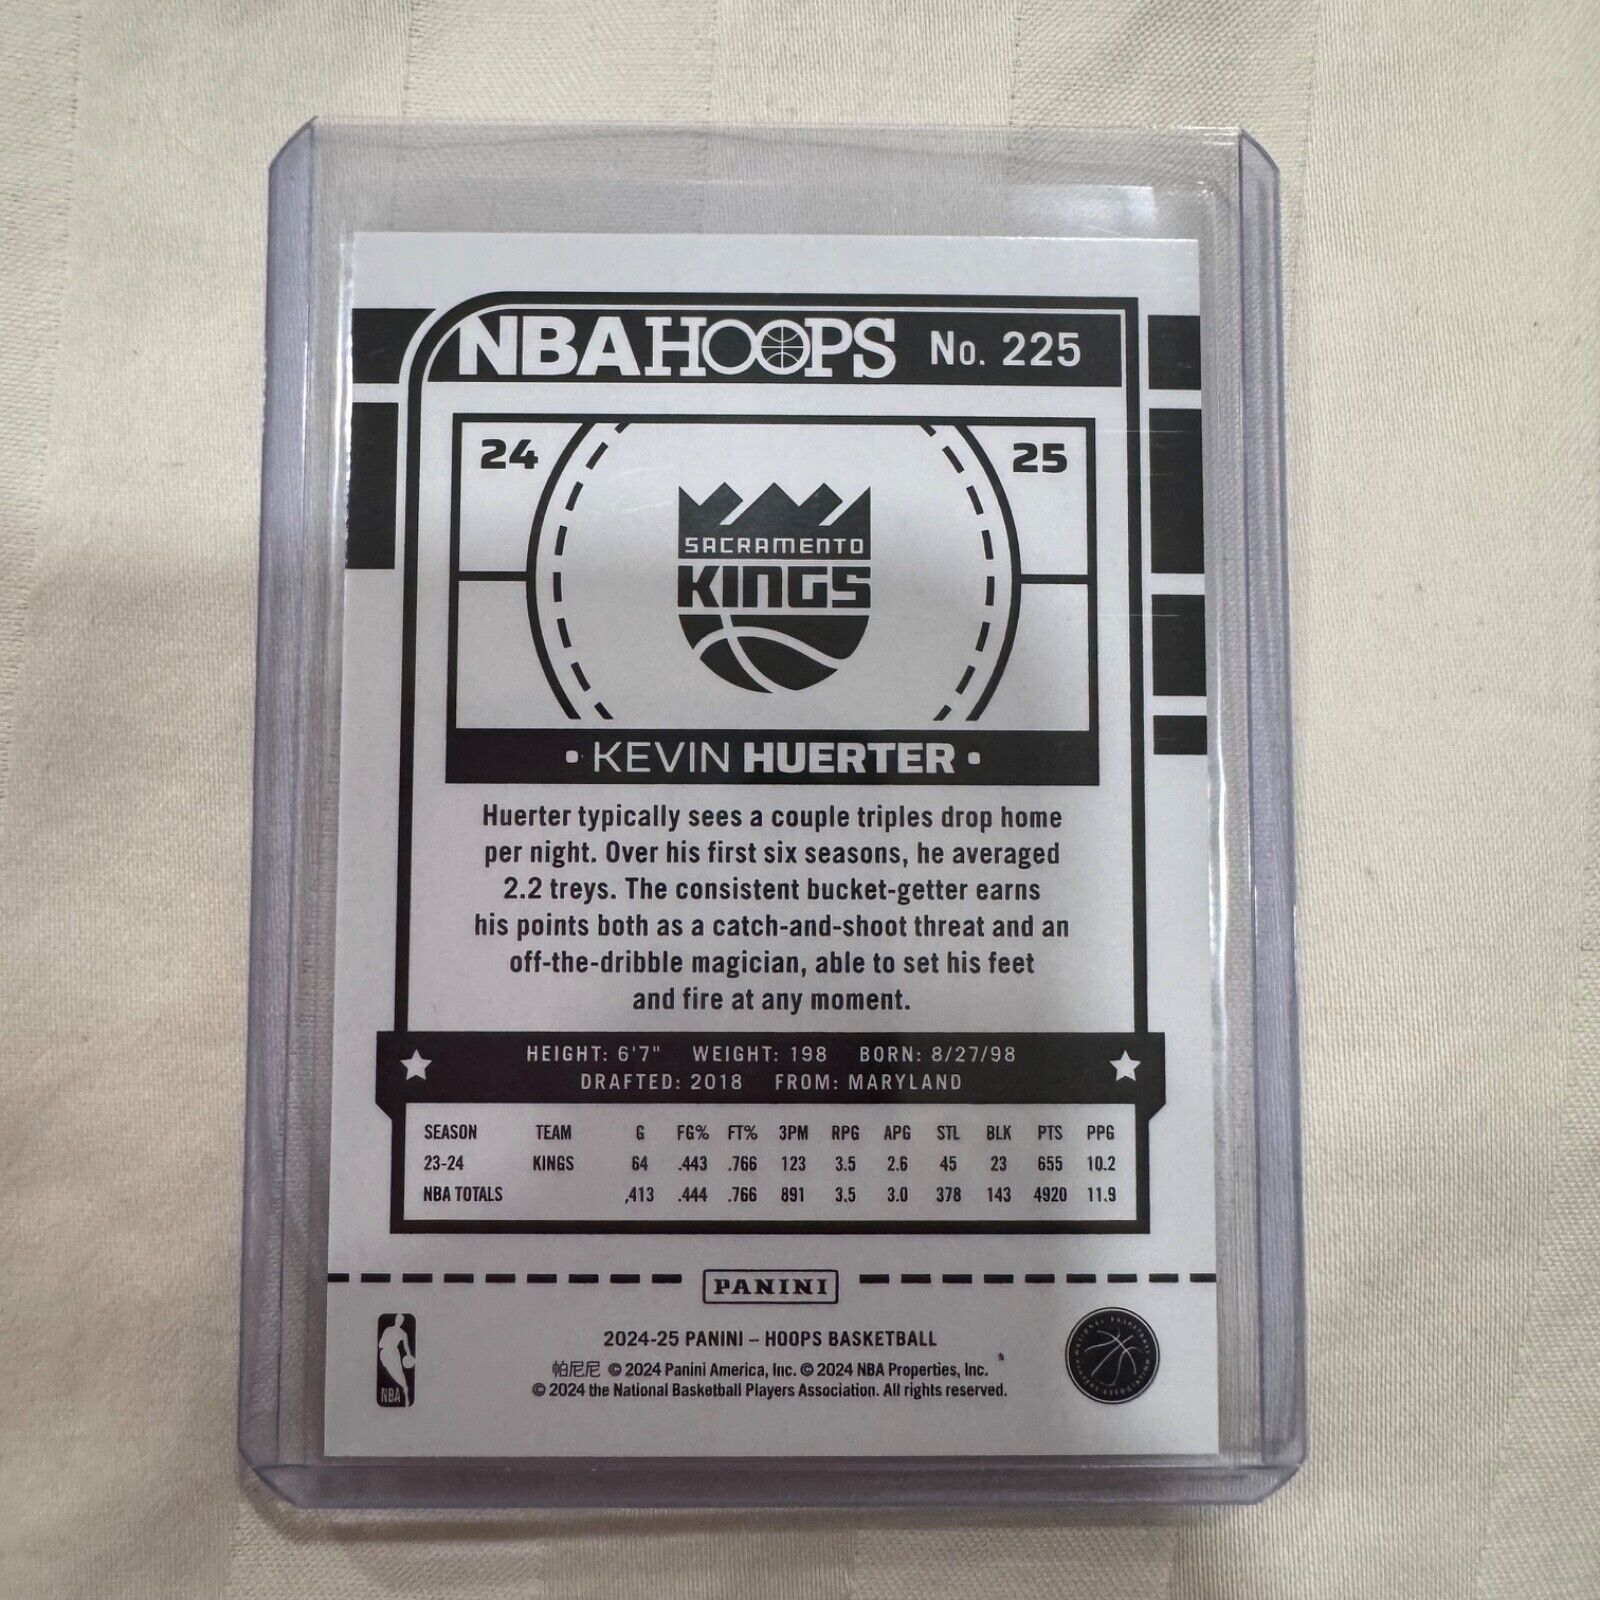 NBA HOOPS No. 225
24 25
SACRAMENTO
KINGS
• KEVIN HUERTER •
Huerter typically sees a couple triples drop home
per night. Over his first six seasons, he averaged
2.2 treys. The consistent bucket-getter earns
his points both as a catch-and-shoot threat and an
off-the-dribble magician, able to set his feet
and fire at any moment.
HEIGHT: 6'7" WEIGHT: 198 BORN: 8/27/98
DRAFTED: 2018 FROM: MARYLAND
SEASON TEAM G FG% FT% 3PM RPG APG STL BLK PTS PPG
23-24 KINGS 64 .443 .766 123 3.5 2.6 45 23 655 10.2
NBA TOTALS ,413 .444 .766 891 3.5 3.0 378 143 4920 11.9
PANINI
2024-25 PANINI – HOOPS BASKETBALL
帕尼尼 © 2024 Panini America, Inc. © 2024 NBA Properties, Inc.
© 2024 the National Basketball Players Association. All rights reserved.
NBA
National Basketball Players Association